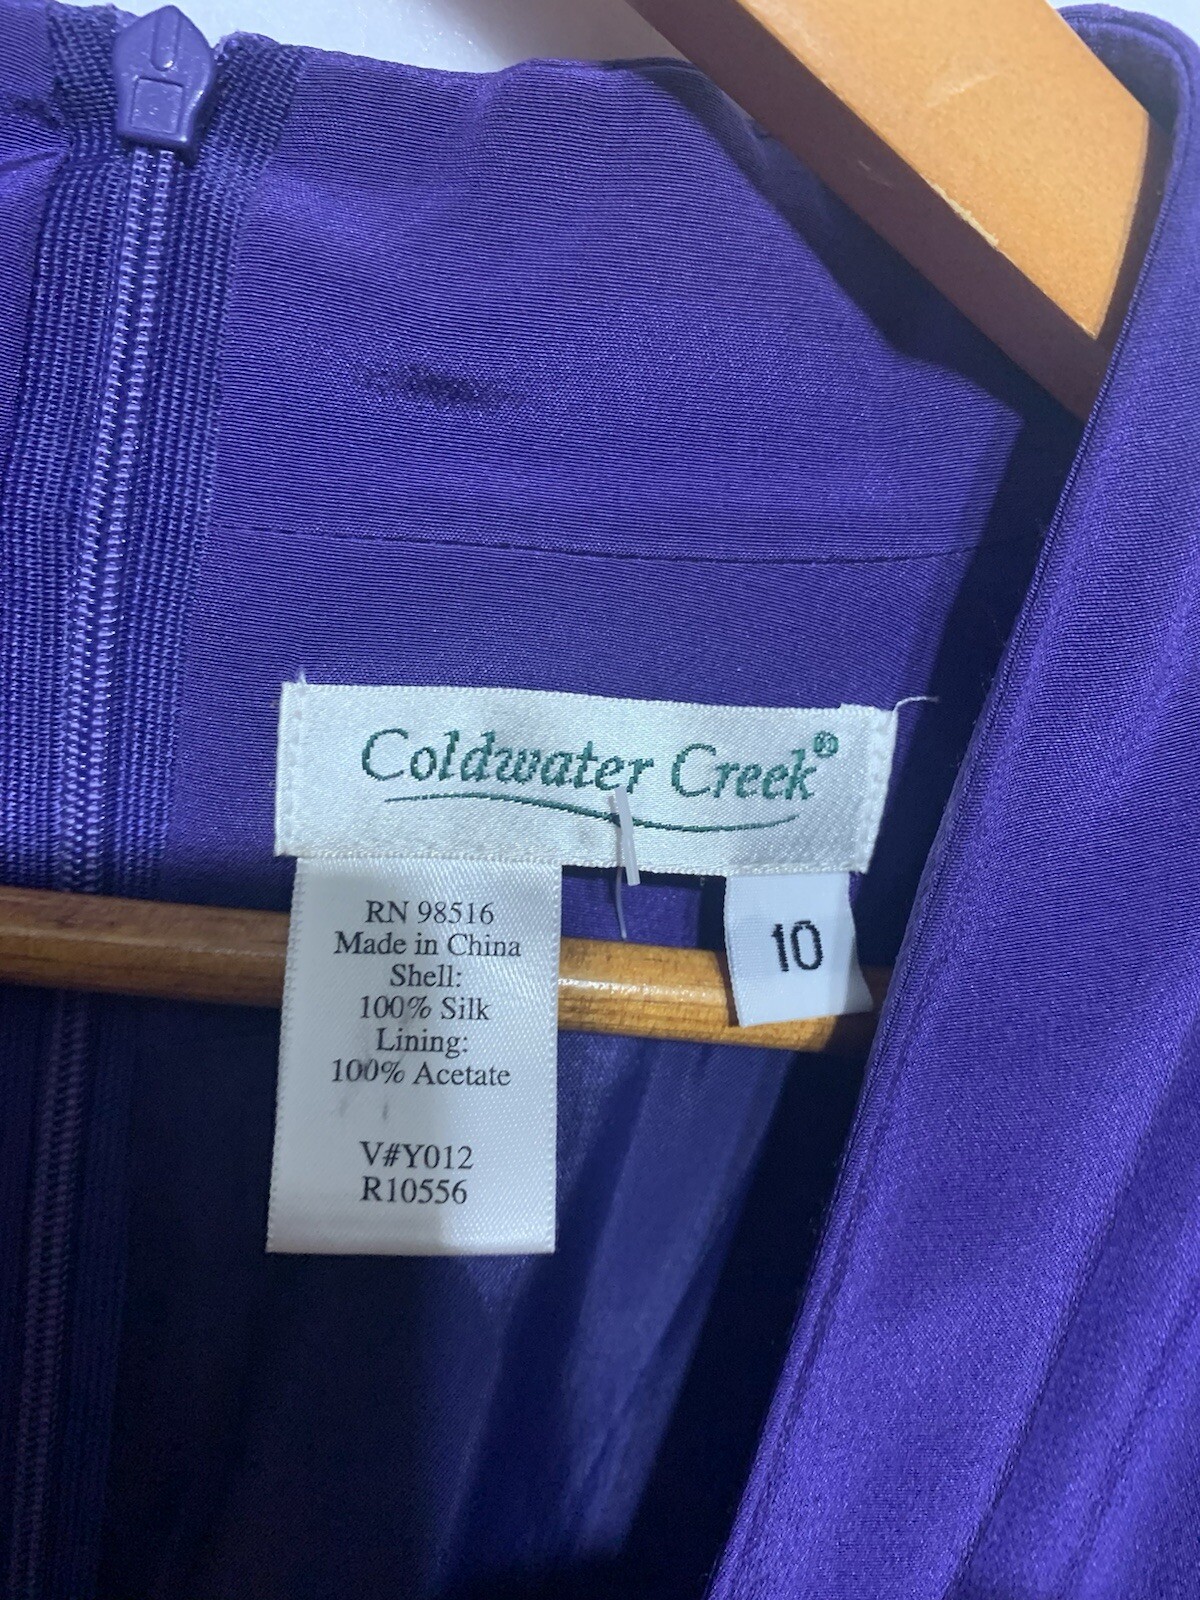 Coldwater Creek®
RN 98516
Made in China
Shell:
100% Silk
Lining:
100% Acetate
V#Y012
R10556
10